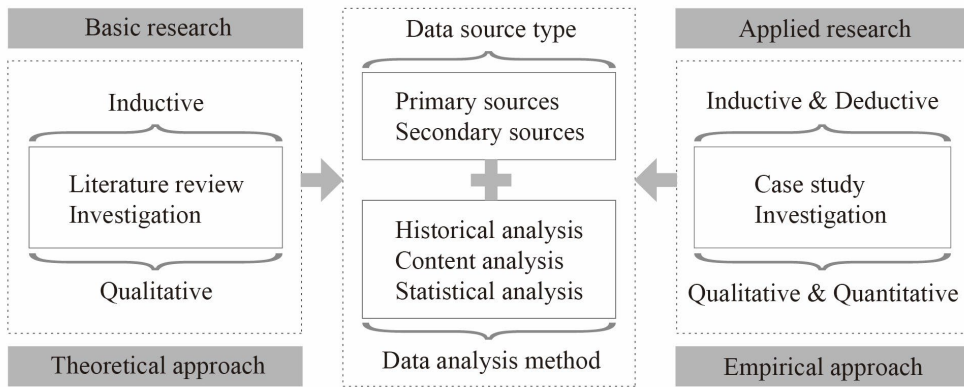 Basic research
Inductive
Literature review
Investigation
Qualitative
Theoretical approach
Data source type
Primary sources
Secondary sources
Historical analysis
Content analysis
Statistical analysis
Data analysis method
Applied research
Inductive & Deductive
Case study
Investigation
Qualitative & Quantitative
Empirical approach